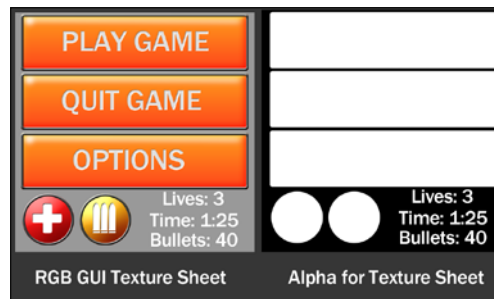 PLAY GAME
QUIT GAME
OPTIONS
Lives: 3
Time: 1:25
Bullets: 40
Lives: 3
Time: 1:25
Bullets: 40
RGB GUI Texture Sheet
Alpha for Texture Sheet